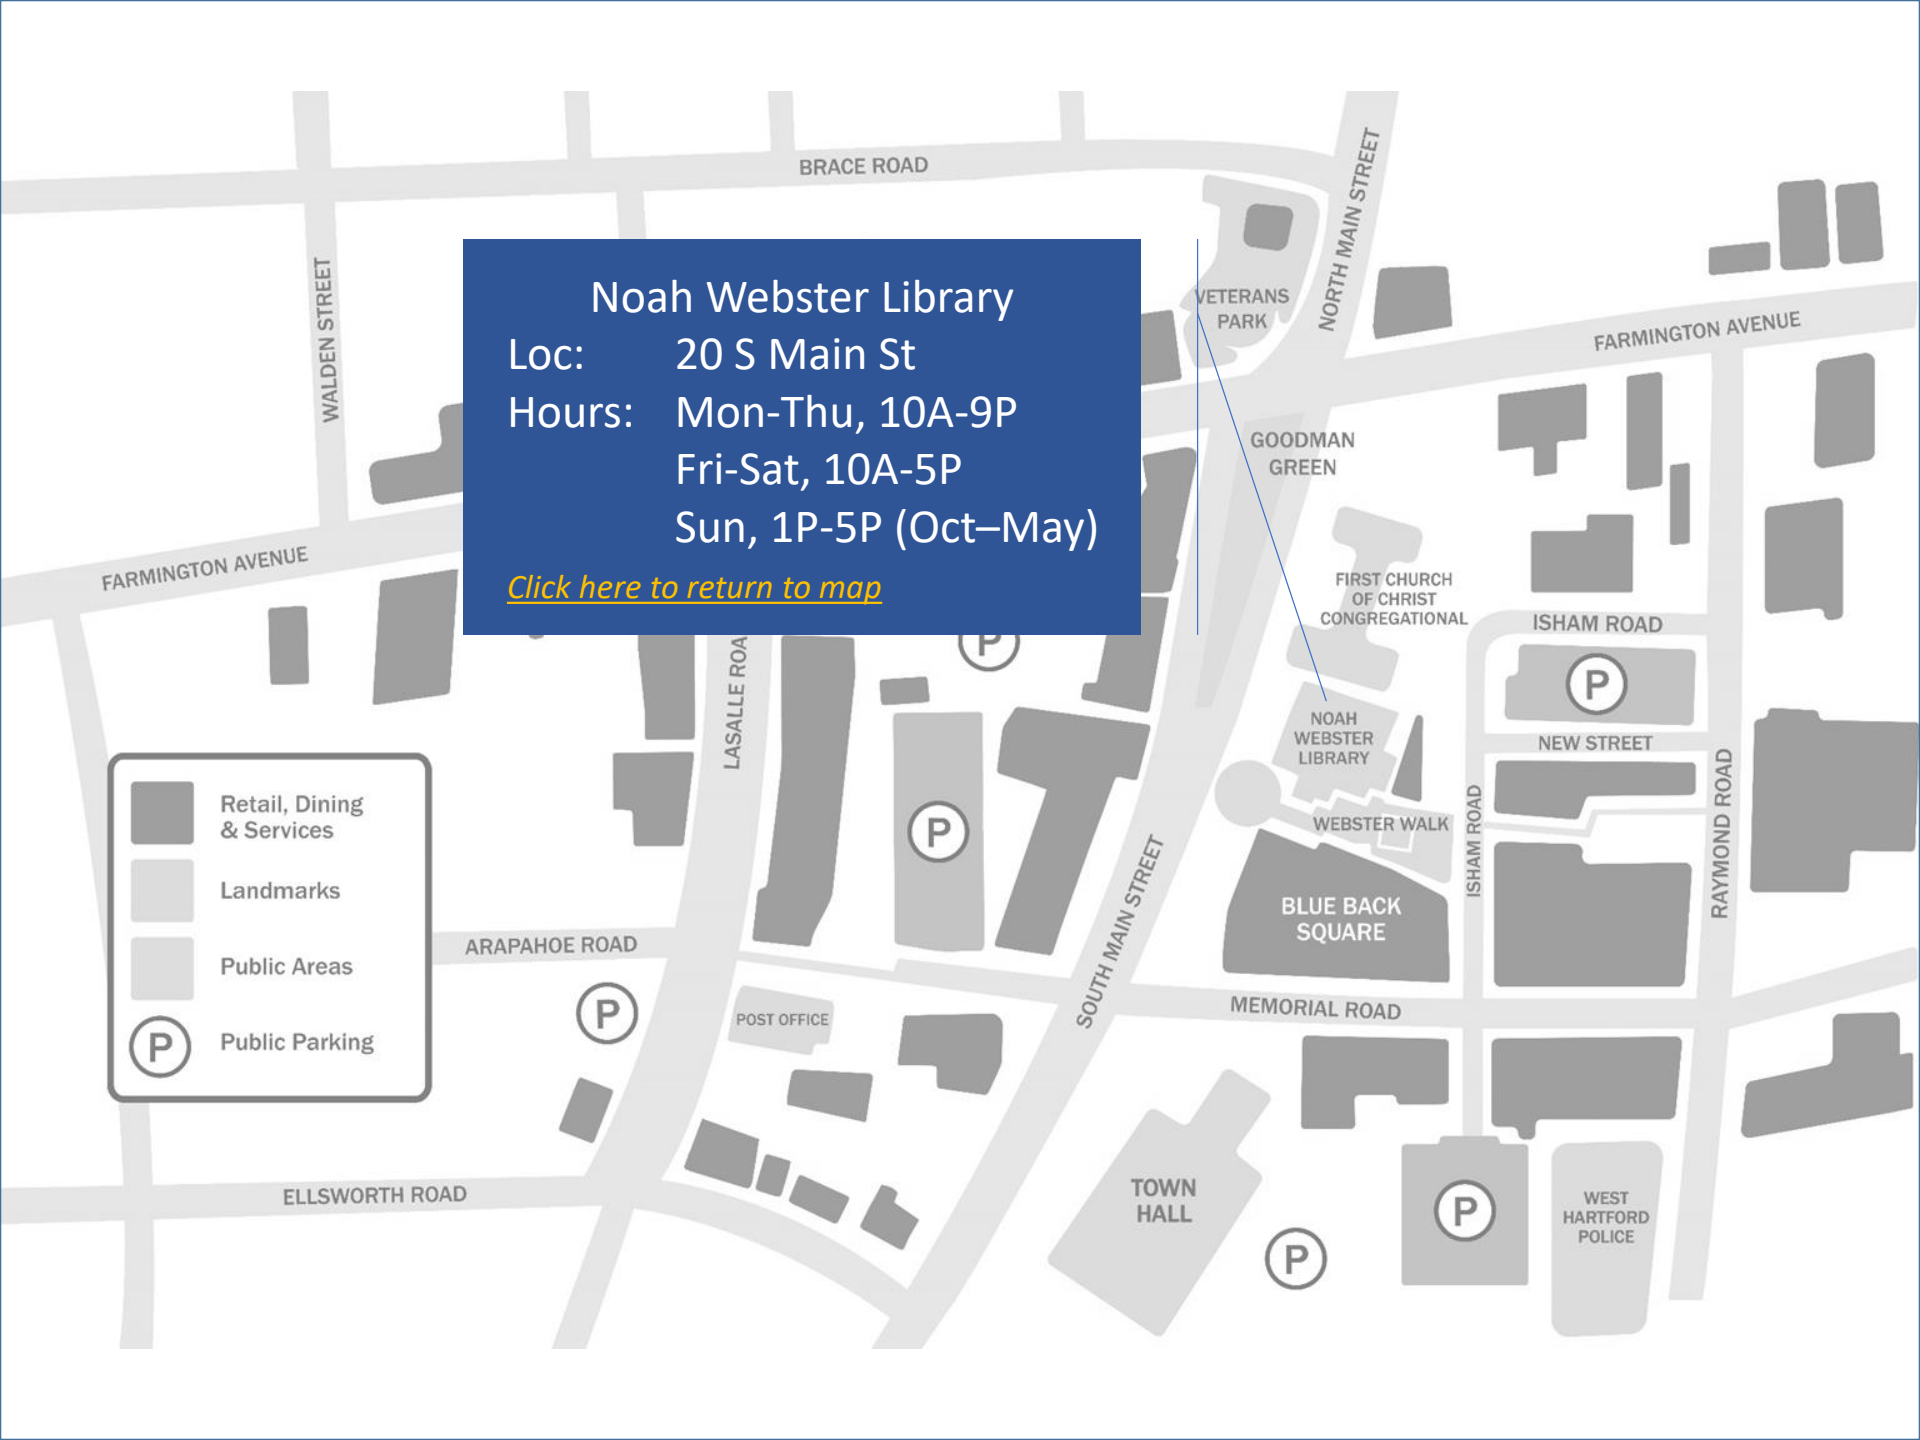 BRACE ROAD
NORTH MAIN STREET
WALDEN STREET
VETERANS
PARK
FARMINGTON AVENUE
Noah Webster Library
Loc: 20 S Main St
Hours: Mon-Thu, 10A-9P
Fri-Sat, 10A-5P
Sun, 1P-5P (Oct–May)
Click here to return to map
GOODMAN
GREEN
FARMINGTON AVENUE
FIRST CHURCH
OF CHRIST
CONGREGATIONAL
ISHAM ROAD
P
P
LASALLE ROA
NOAH
WEBSTER
LIBRARY
NEW STREET
RAYMOND ROAD
ISHAM ROAD
WEBSTER WALK
P
SOUTH MAIN STREET
BLUE BACK
SQUARE
Retail, Dining
& Services
Landmarks
Public Areas
P Public Parking
ARAPAHOE ROAD
P
POST OFFICE
MEMORIAL ROAD
ELLSWORTH ROAD
TOWN
HALL
P
P
WEST
HARTFORD
POLICE